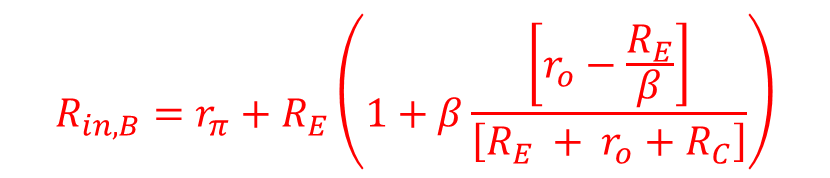 R_{in,B} = r_π + R_E (1 + β [r_o − R_E/β] / [R_E + r_o + R_C])